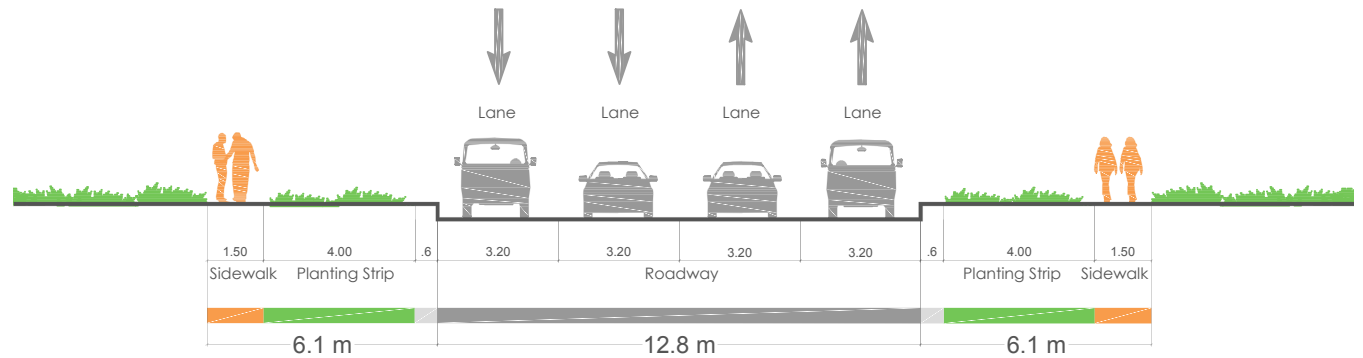 Lane Lane Lane Lane
1.50 4.00 .6 3.20 3.20 3.20 3.20 .6 4.00 1.50
Sidewalk Planting Strip Roadway Planting Strip Sidewalk
6.1 m 12.8 m 6.1 m